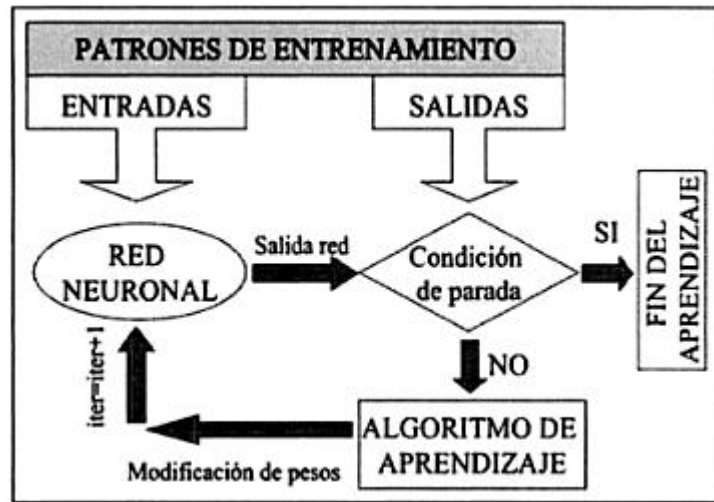 PATRONES DE ENTRENAMIENTO
ENTRADAS
SALIDAS
RED
NEURONAL
Salida red
Condición
de parada
SI
FIN DEL
APRENDIZAJE
NO
iter=iter+1
ALGORITMO DE
APRENDIZAJE
Modificación de pesos